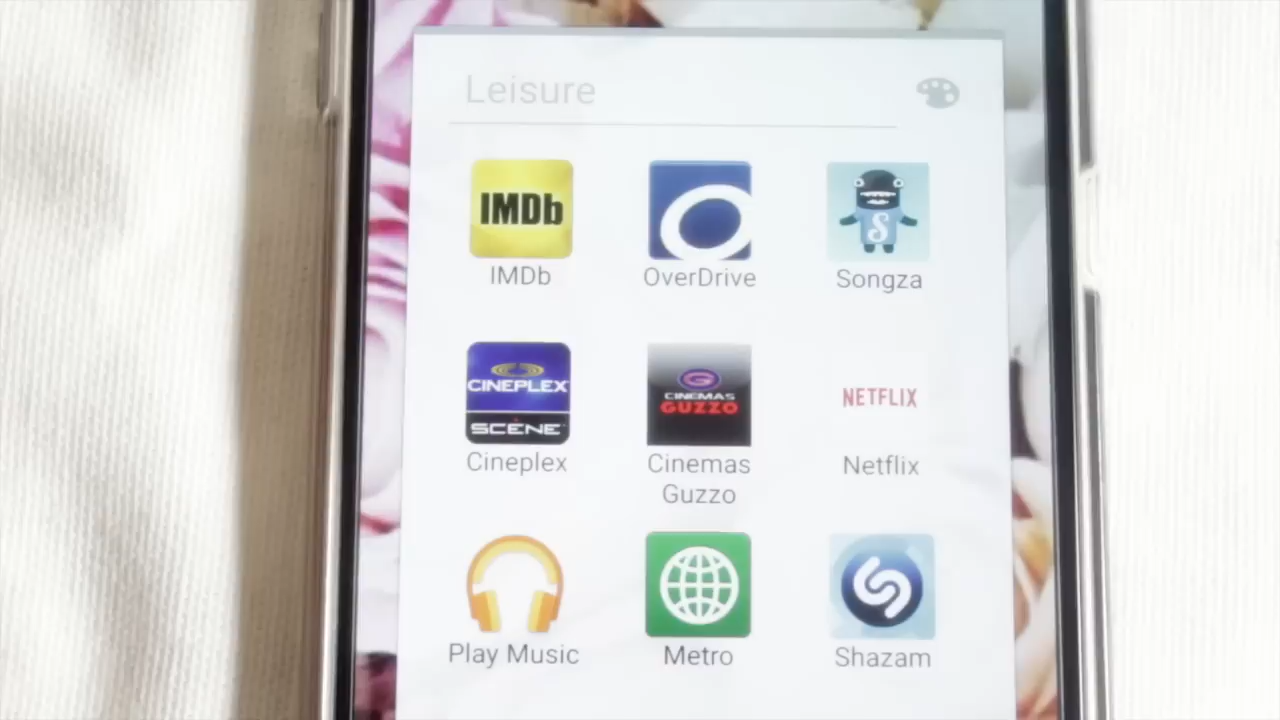 Leisure
IMDb
S
IMDb
OverDrive
Songza
CINEPLEX
SCENE
G
CINEMAS
GUZZO
NETFLIX
Cineplex
Cinemas
Guzzo
Netflix
Play Music
Metro
Shazam